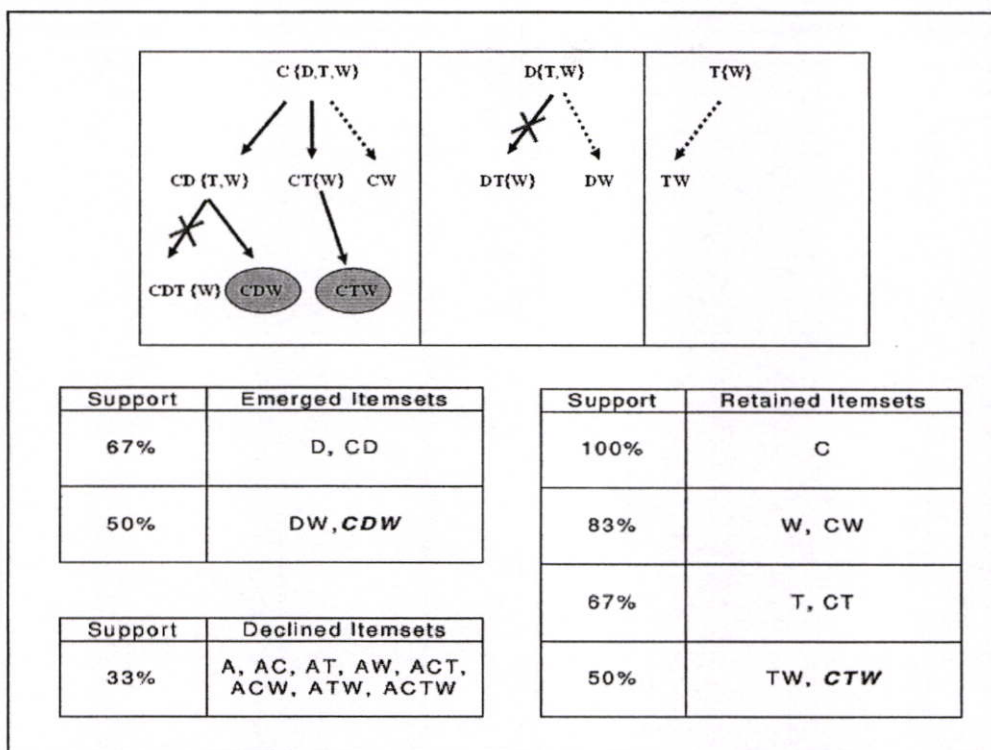 C {D,T,W} D{T,W} T{W}
CD {T,W} CT{W} CW DT{W} DW TW
CDT {W} CDW CTW
Support Emerged Itemsets
67% D, CD
50% DW, CDW
Support Declined Itemsets
33% A, AC, AT, AW, ACT,
ACW, ATW, ACTW
Support Retained Itemsets
100% C
83% W, CW
67% T, CT
50% TW, CTW